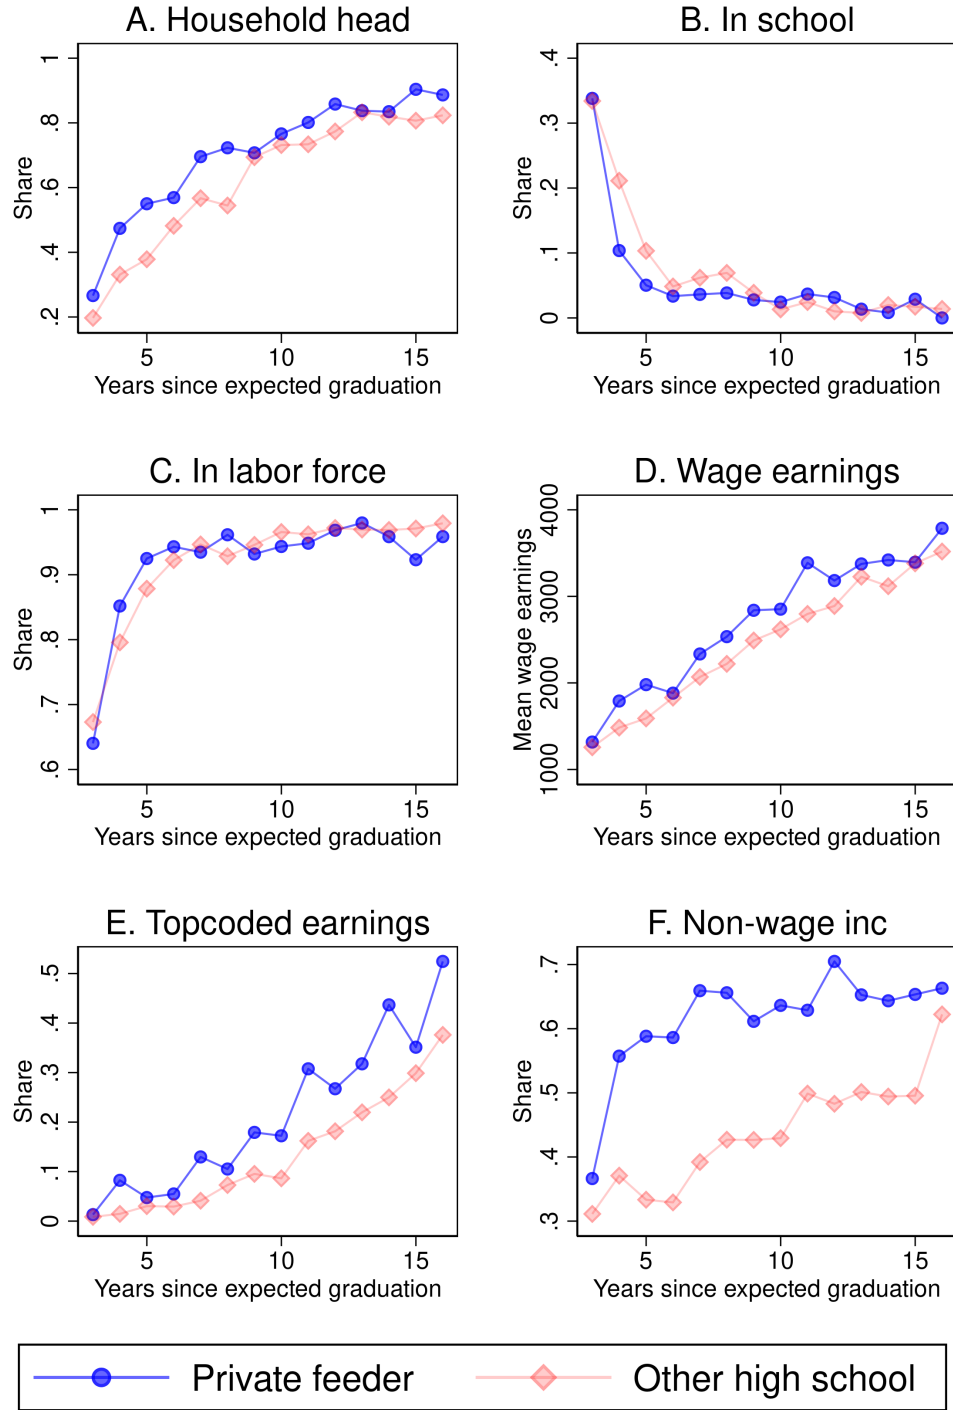 A. Household head
1
.8
.6
.4
.2
Share
5 10 15
Years since expected graduation
B. In school
.4
.3
.2
.1
0
Share
5 10 15
Years since expected graduation
C. In labor force
1
.9
.8
.7
.6
Share
5 10 15
Years since expected graduation
D. Wage earnings
4000
3000
2000
1000
Mean wage earnings
5 10 15
Years since expected graduation
E. Topcoded earnings
.5
.4
.3
.2
.1
0
Share
5 10 15
Years since expected graduation
F. Non-wage inc
.7
.6
.5
.4
.3
Share
5 10 15
Years since expected graduation
Private feeder
Other high school